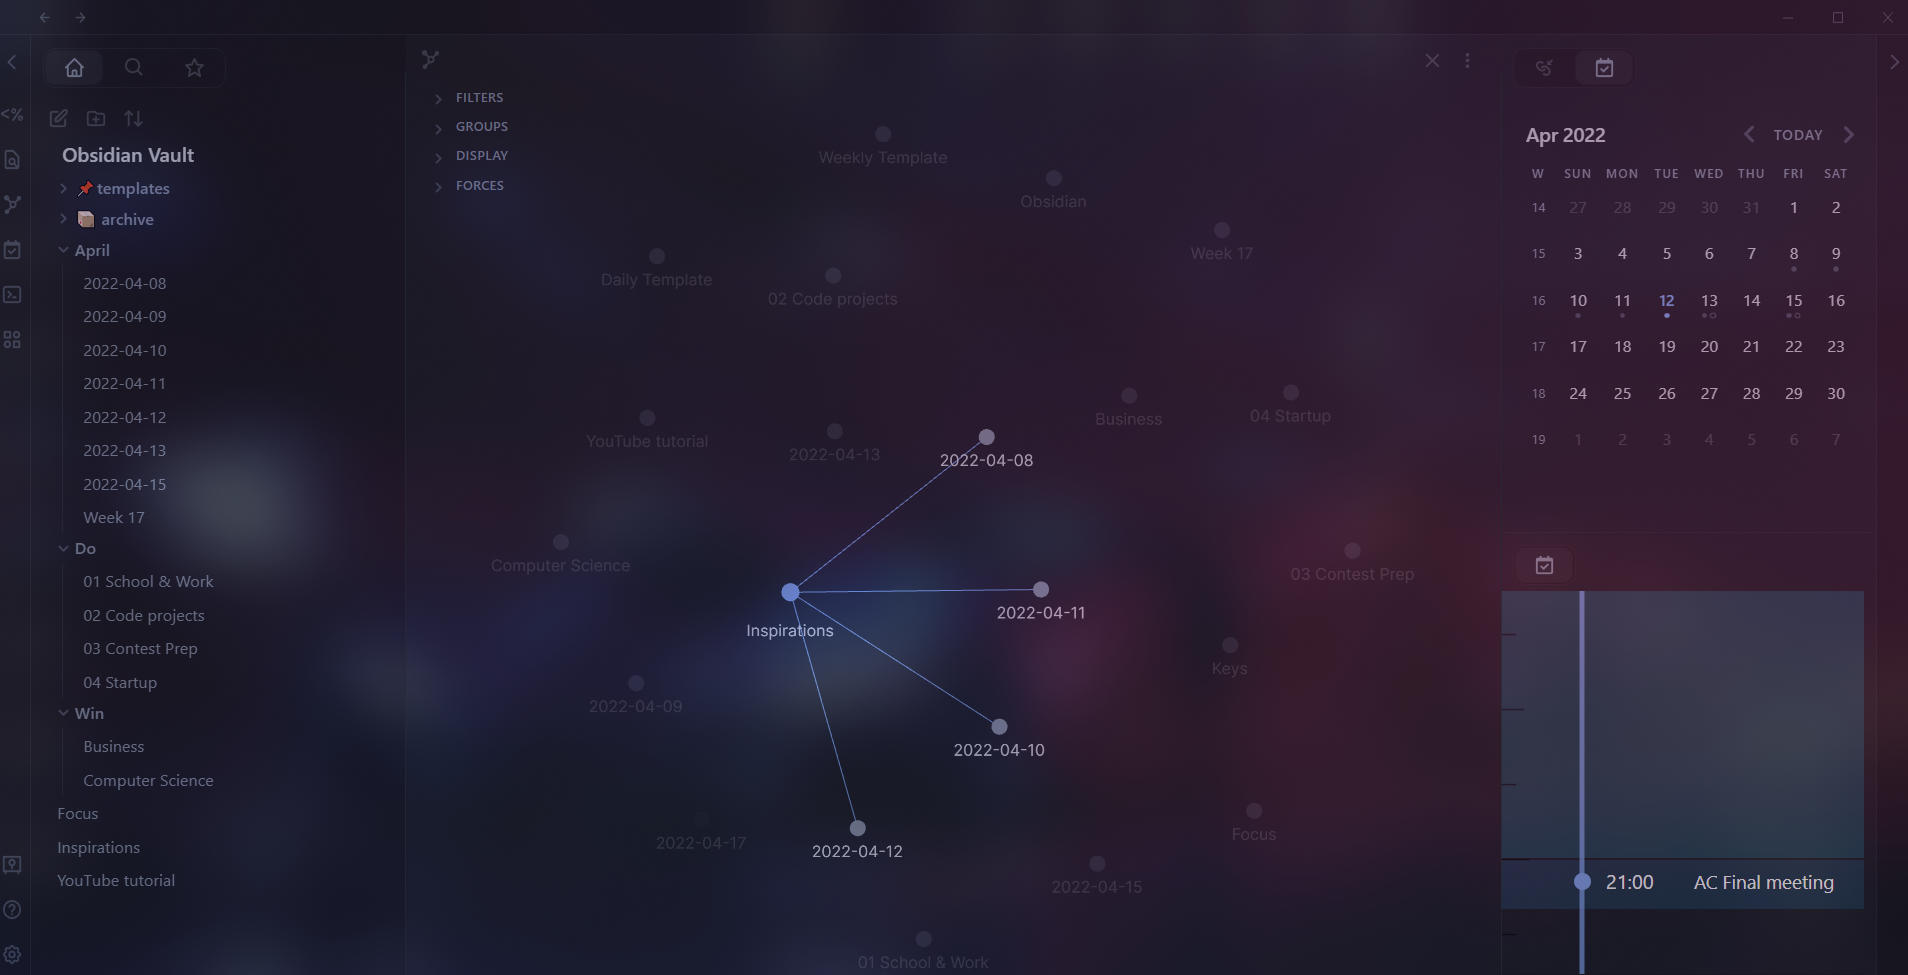 <%
Obsidian Vault
templates
archive
April
2022-04-08
2022-04-09
2022-04-10
2022-04-11
2022-04-12
2022-04-13
2022-04-15
Week 17
Do
01 School & Work
02 Code projects
03 Contest Prep
04 Startup
Win
Business
Computer Science
Focus
Inspirations
YouTube tutorial
FILTERS
GROUPS
DISPLAY
FORCES
Weekly Template
Obsidian
Week 17
Daily Template
02 Code projects
Business
04 Startup
YouTube tutorial
2022-04-13
2022-04-08
Computer Science
03 Contest Prep
2022-04-11
Inspirations
Keys
2022-04-09
2022-04-10
Focus
2022-04-17
2022-04-12
2022-04-15
01 School & Work
Apr 2022
TODAY
W SUN MON TUE WED THU FRI SAT
14 27 28 29 30 31 1 2
15 3 4 5 6 7 8 9
16 10 11 12 13 14 15 16
17 17 18 19 20 21 22 23
18 24 25 26 27 28 29 30
19 1 2 3 4 5 6 7
21:00 AC Final meeting